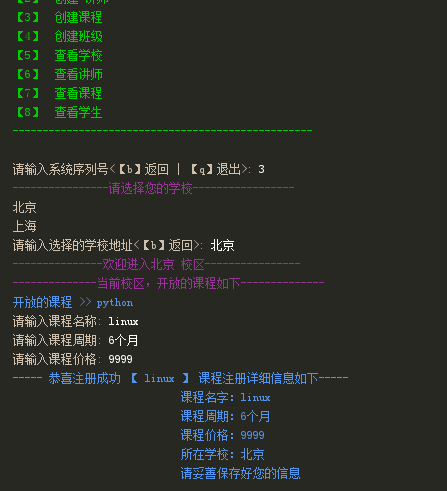 【2】 创建 讲师
【3】 创建课程
【4】 创建班级
【5】 查看学校
【6】 查看讲师
【7】 查看课程
【8】 查看学生
--------------------------------------------------
请输入系统序列号<【b】返回 | 【q】退出>: 3
----------------请选择您的学校----------------
北京
上海
请输入选择的学校地址<【b】返回>: 北京
---------------欢迎进入北京 校区----------------
--------------当前校区，开放的课程如下--------------
开放的课程 >> python
请输入课程名称: linux
请输入课程周期: 6个月
请输入课程价格: 9999
----- 恭喜注册成功 【 linux 】 课程注册详细信息如下-----
课程名字: linux
课程周期: 6个月
课程价格: 9999
所在学校: 北京
请妥善保存好您的信息